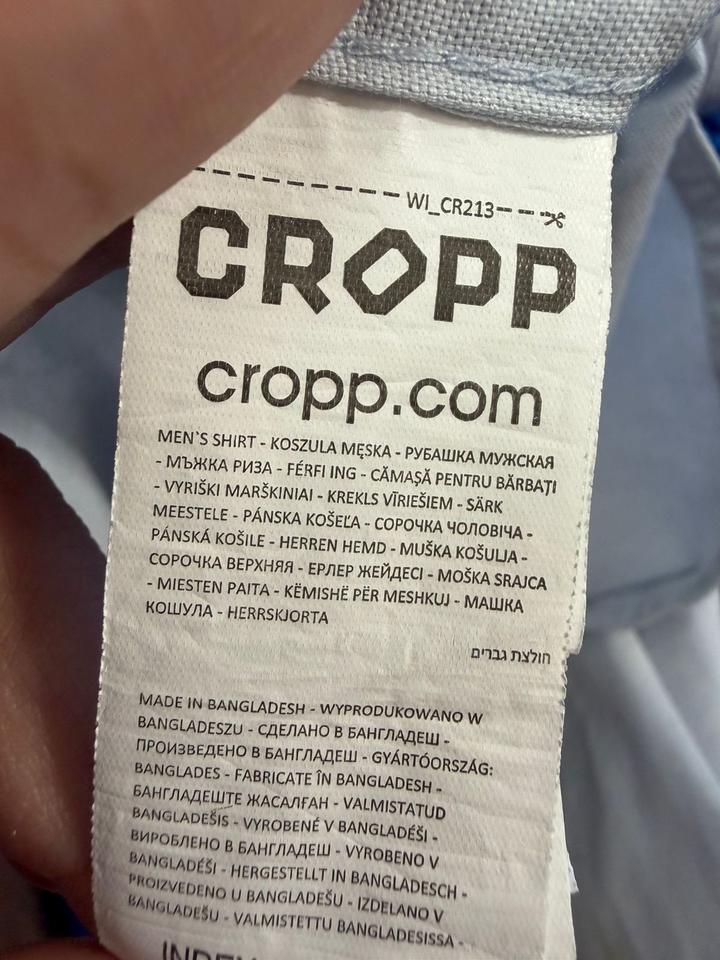 WI_CR213
CROPP
cropp.com
MEN`S SHIRT - KOSZULA MĘSKA - РУБАШКА МУЖСКАЯ
- МЪЖКА РИЗА - FÉRFI ING - CĂMAȘĂ PENTRU BĂRBAȚI
- VYRIŠKI MARŠKINIAI - KREKLS VĪRIEŠIEM - SÄRK
MEESTELE - PÁNSKA KOŠEĽA - СОРОЧКА ЧОЛОВІЧА -
PÁNSKÁ KOŠILE - HERREN HEMD - MUŠKA KOŠULJA -
СОРОЧКА ВЕРХНЯЯ - ЕРЛЕР ЖЕЙДЕСІ - MOŠKA SRAJCA
- MIESTEN PAITA - KËMISHË PËR MESHKUJ - МАШКА
КОШУЛА - HERRSKJORTA
חולצת גברים
MADE IN BANGLADESH - WYPRODUKOWANO W
BANGLADESZU - СДЕЛАНО В БАНГЛАДЕШ -
ПРОИЗВЕДЕНО В БАНГЛАДЕШ - GYÁRTÓORSZÁG:
BANGLADES - FABRICATE ÎN BANGLADESH -
БАНГЛАДЕШТЕ ЖАСАЛҒАН - VALMISTATUD
BANGLADEŠIS - VYROBENÉ V BANGLADÉŠI -
ВИРОБЛЕНО В БАНГЛАДЕШ - VYROBENO V
BANGLADÉŠI - HERGESTELLT IN BANGLADESCH -
PROIZVEDENO U BANGLADEŠU - IZDELANO V
BANGLADEŠU - VALMISTETTU BANGLADESISSA -
INDEX